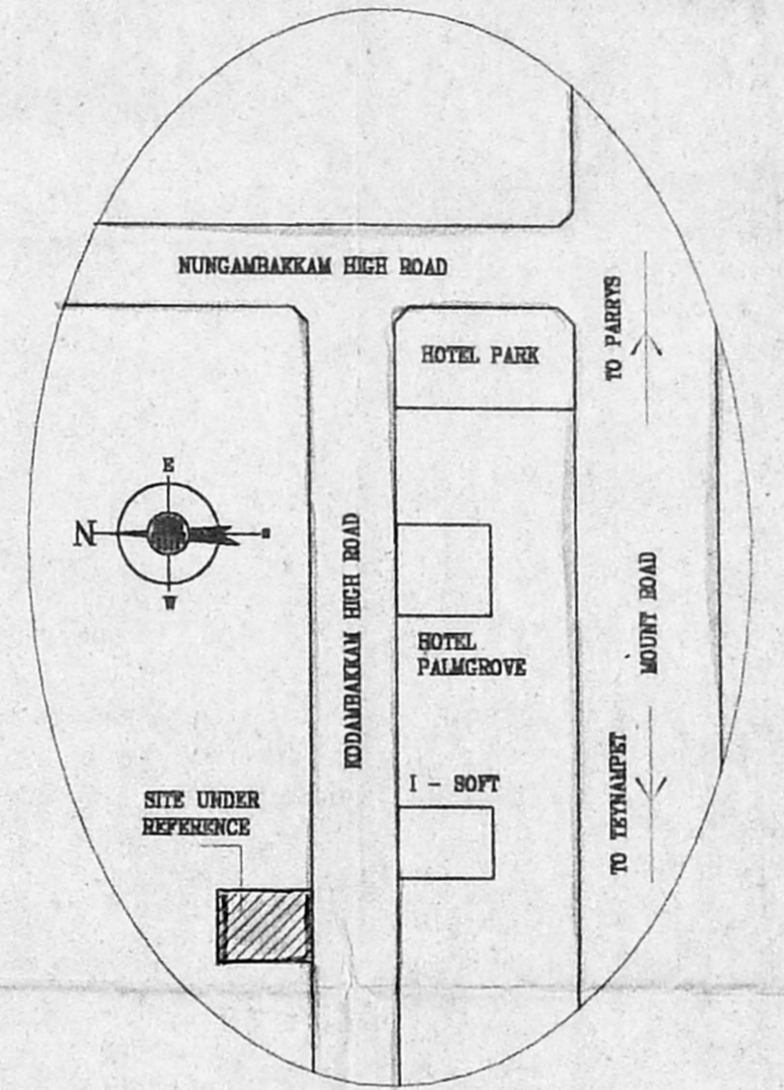 NUNGAMBAKKAM HIGH ROAD
HOTEL PARK
TO PARRYS
E
N
W
KODAMBAKKAM HIGH ROAD
HOTEL
PALMGROVE
MOUNT ROAD
I - SOFT
SITE UNDER
REFERENCE
TO TEYNAMPET